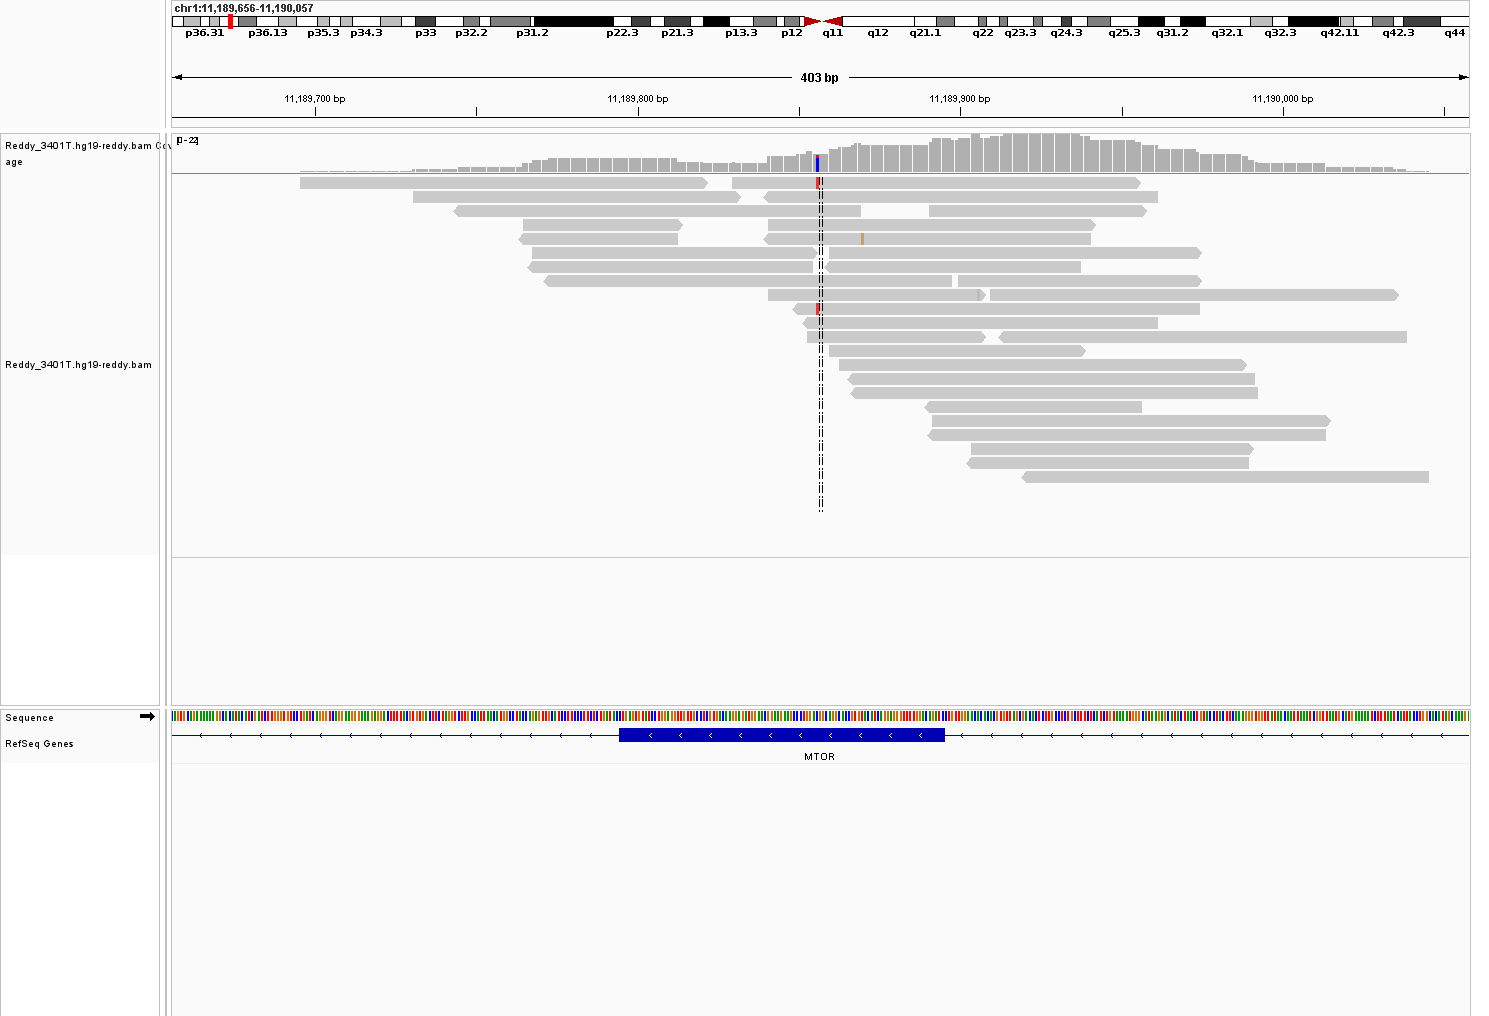 chr1:11,189,656-11,190,057
p36.31 p36.13 p35.3 p34.3 p33 p32.2 p31.2 p22.3 p21.3 p13.3 p12 q11 q12 q21.1 q22 q23.3 q24.3 q25.3 q31.2 q32.1 q32.3 q42.11 q42.3 q44
403 bp
11,189,700 bp 11,189,800 bp 11,189,900 bp 11,190,000 bp
[0 - 22]
Reddy_3401T.hg19-reddy.bam Cov
age
Reddy_3401T.hg19-reddy.bam
Sequence
RefSeq Genes
MTOR